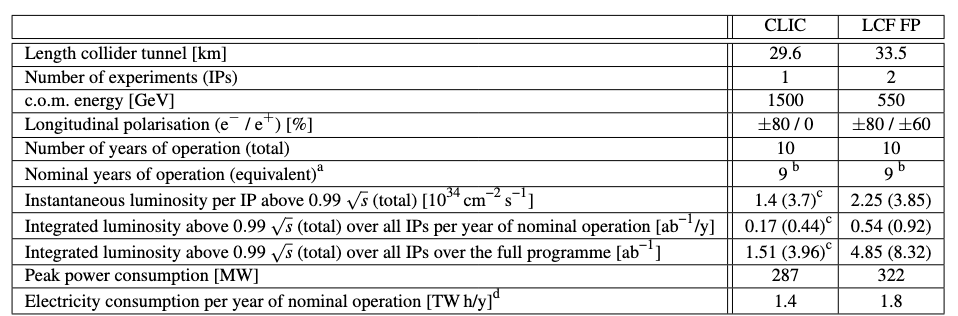 CLIC LCF FP
Length collider tunnel [km] 29.6 33.5
Number of experiments (IPs) 1 2
c.o.m. energy [GeV] 1500 550
Longitudinal polarisation (e⁻ / e⁺) [%] ±80 / 0 ±80 / ±60
Number of years of operation (total) 10 10
Nominal years of operation (equivalent)ᵃ 9 ᵇ 9 ᵇ
Instantaneous luminosity per IP above 0.99 √s (total) [10³⁴ cm⁻² s⁻¹] 1.4 (3.7)ᶜ 2.25 (3.85)
Integrated luminosity above 0.99 √s (total) over all IPs per year of nominal operation [ab⁻¹/y] 0.17 (0.44)ᶜ 0.54 (0.92)
Integrated luminosity above 0.99 √s (total) over all IPs over the full programme [ab⁻¹] 1.51 (3.96)ᶜ 4.85 (8.32)
Peak power consumption [MW] 287 322
Electricity consumption per year of nominal operation [TW h/y]ᵈ 1.4 1.8